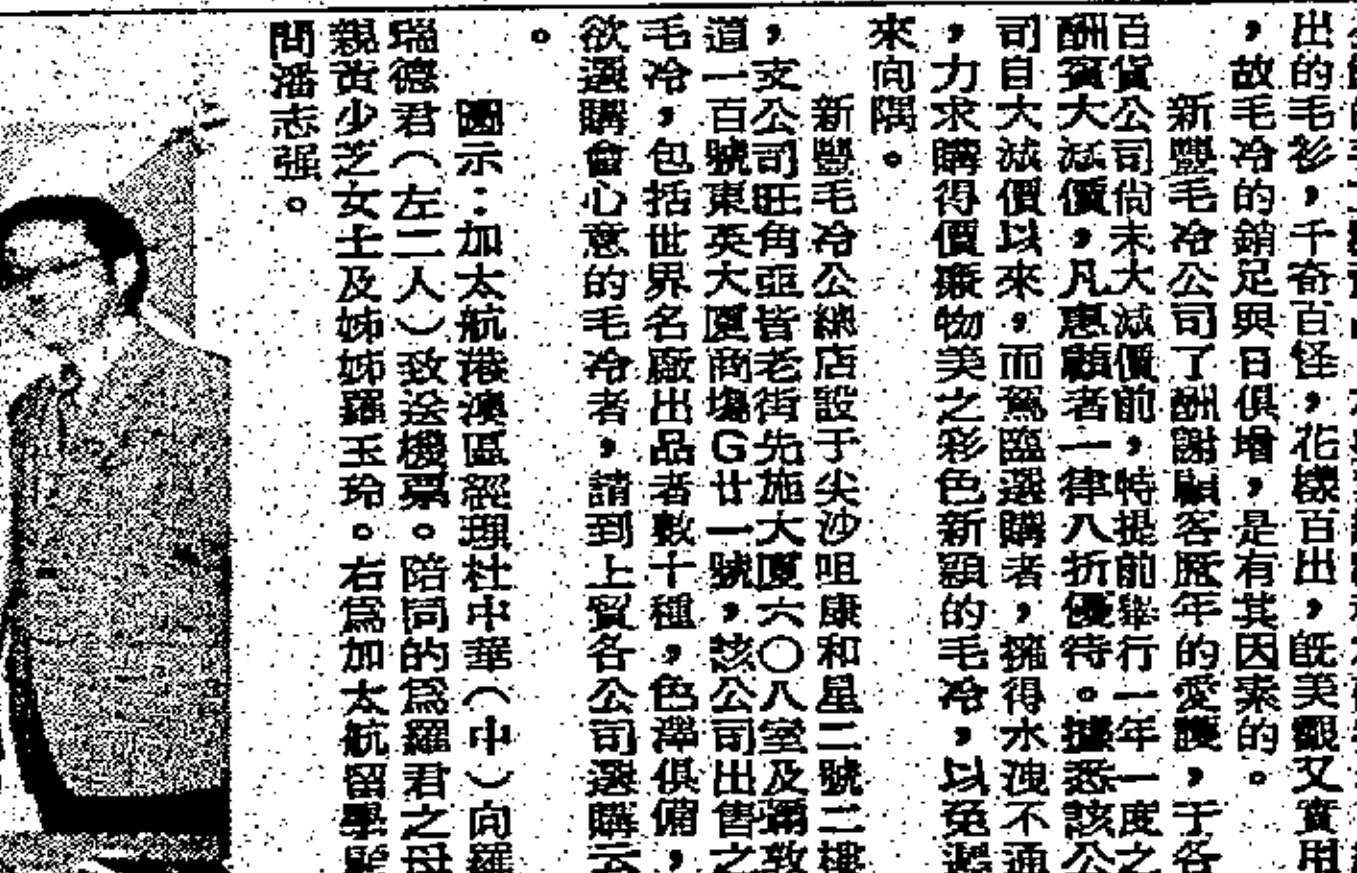 出的毛衫，千奇百怪，花樣百出，既美觀又實用
，故毛冷的銷足與日俱增，是有其因素的。
新豐毛冷公司了酬謝顧客歷年的愛護，于各
百貨公司尙未大減價前，特提前舉行一年一度之
酬賓大減價，凡惠顧者一律八折優待。據悉該公
司自大減價以來，而駕臨選購者，擁得水洩不通
，力求購得價廉物美之彩色新穎的毛冷，以免
來向隅。
新豐毛冷公總店設于尖沙咀康和星二號二樓
，支公司旺角亞皆老街先施大厦六〇八室及彌敦
道一百號東英大厦商塲G廿一號，該公司出售之
毛冷，包括世界名廠出品者數十種，色澤俱備，
欲選購會心意的毛冷者，請到上質各公司選購云
。
圖示：加太航港澳區經理杜中華（中）向羅
瑞德君（左二人）致送機票。陪同的爲羅君之母
親黃少芝女士及姊姊羅玉玲。右爲加太航留學
問潘志强。